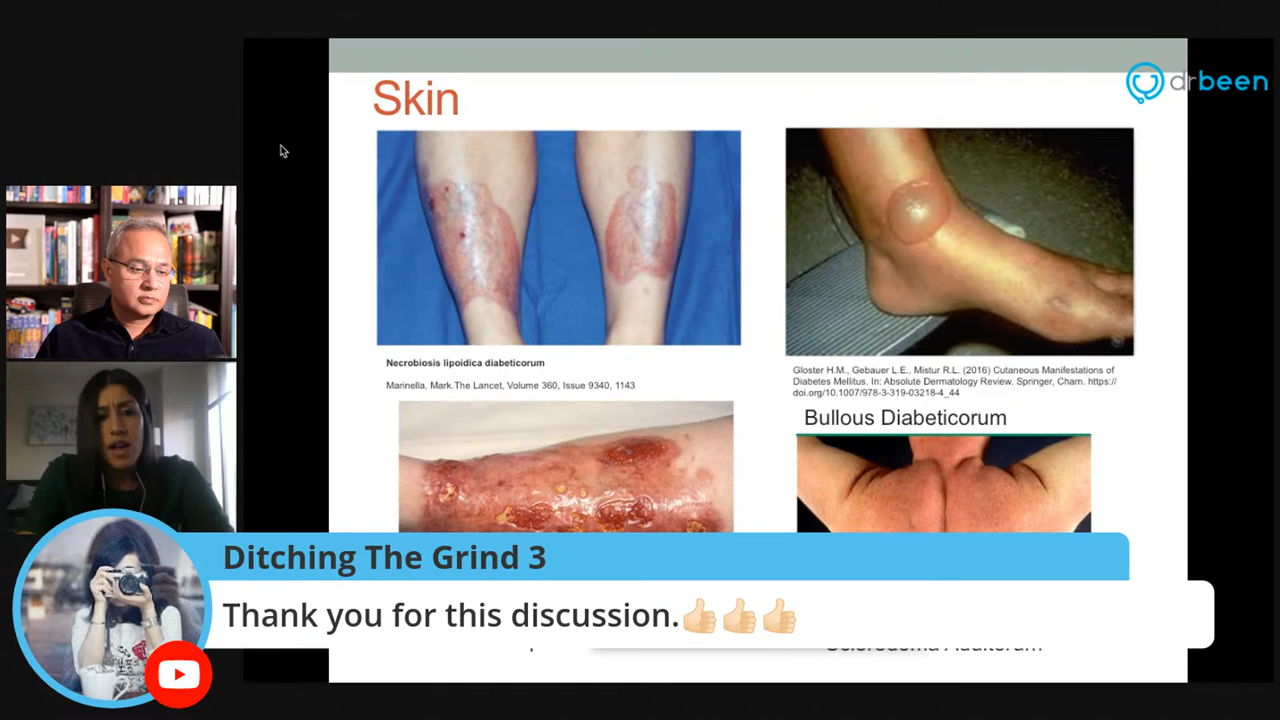 Skin
drbeen
Necrobiosis lipoidica diabeticorum
Marinella, Mark.The Lancet, Volume 360, Issue 9340, 1143
Gloster H.M., Gebauer L.E., Mistur R.L. (2016) Cutaneous Manifestations of
Diabetes Mellitus. In: Absolute Dermatology Review. Springer, Cham. https://
doi.org/10.1007/978-3-319-03218-4_44
Bullous Diabeticorum
Ditching The Grind 3
Thank you for this discussion.👍🏻👍🏻👍🏻